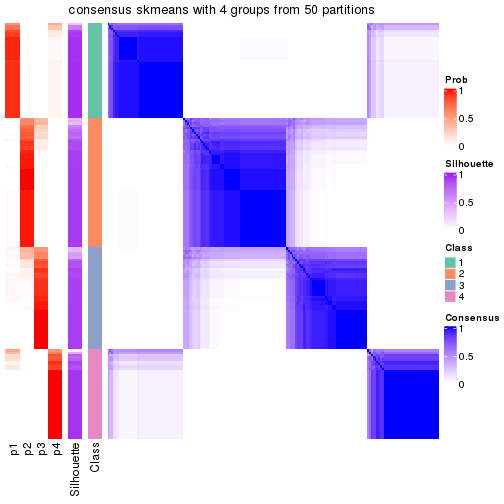 consensus skmeans with 4 groups from 50 partitions
Prob
1
0.5
0
Silhouette
1
0.5
0
Class
1
2
3
4
Consensus
1
0.5
0
p1
p2
p3
p4
Silhouette
Class